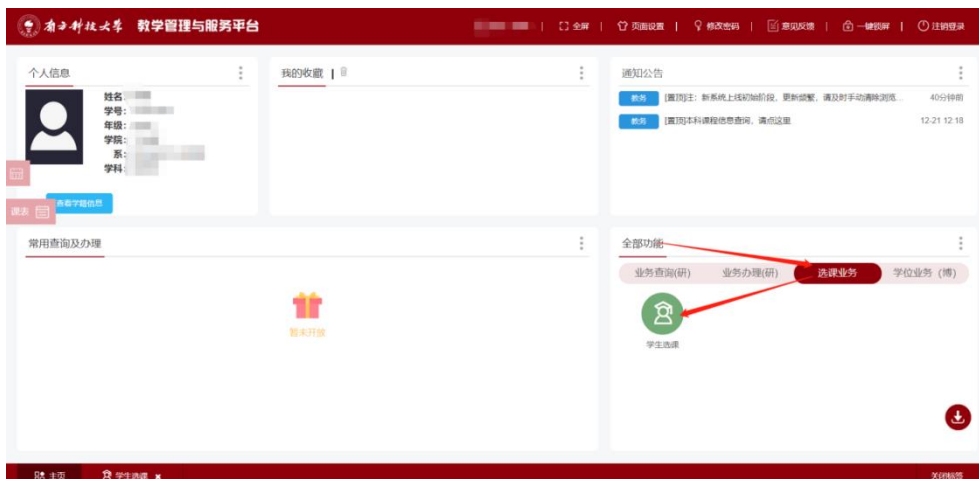 南方科技大学 教学管理与服务平台
全屏 | 页面设置 | 修改密码 | 意见反馈 | 一键锁屏 | 注销登录
个人信息
姓名:
学号:
年级:
学院:
系:
学科:
查看学籍信息
课表
我的收藏 |
通知公告
教务 [置顶]注：新系统上线初始阶段，更新频繁，请及时手动清除浏览... 40分钟前
教务 [置顶]本科课程信息查询，请点这里 12-21 12:18
常用查询及办理
暂未开放
全部功能
业务查询(研) 业务办理(研) 选课业务 学位业务 (博)
学生选课
主页 学生选课 × 关闭标签